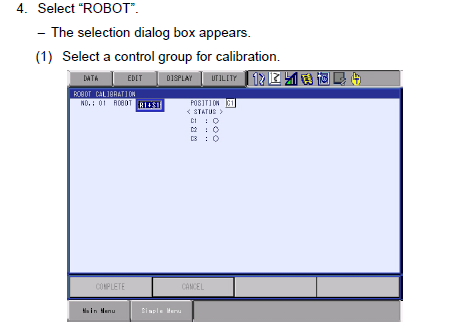 4. Select “ROBOT”.
– The selection dialog box appears.
(1) Select a control group for calibration.
DATA EDIT DISPLAY UTILITY
ROBOT CALIBRATION
NO.: 01 ROBOT R1+S1 POSITION C1
< STATUS >
C1 : ○
C2 : ○
C3 : ○
COMPLETE CANCEL
Main Menu Simple Menu